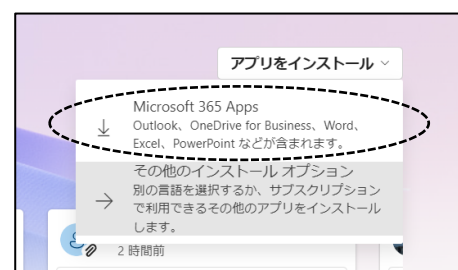 アプリをインストール
Microsoft 365 Apps
Outlook、OneDrive for Business、Word、
Excel、PowerPoint などが含まれます。
その他のインストール オプション
別の言語を選択するか、サブスクリプション
で利用できるその他のアプリをインストール
します。
2 時間前